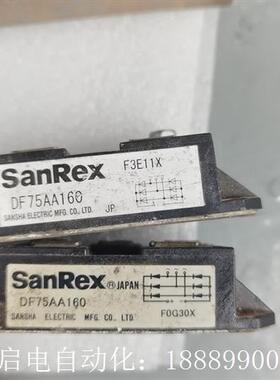 SanRex F3E11X
DF75AA160
SANSHA ELECTRIC MFG. CO., LTD. JP
SanRex ® JAPAN
DF75AA160
SANSHA ELECTRIC MFG. CO., LTD. F0G30X
启电自动化：18889900